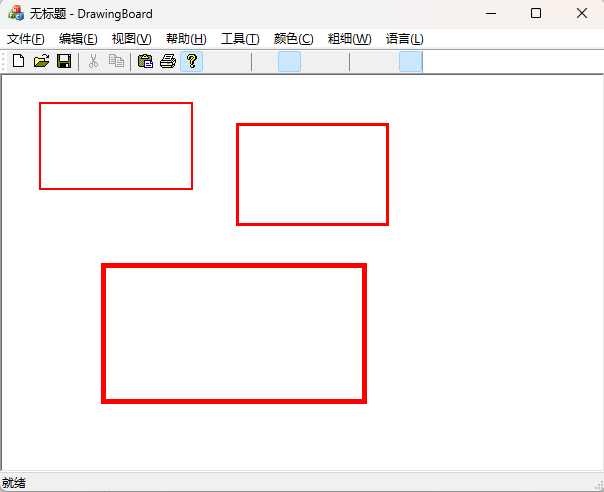 无标题 - DrawingBoard
文件(F) 编辑(E) 视图(V) 帮助(H) 工具(T) 颜色(C) 粗细(W) 语言(L)
就绪